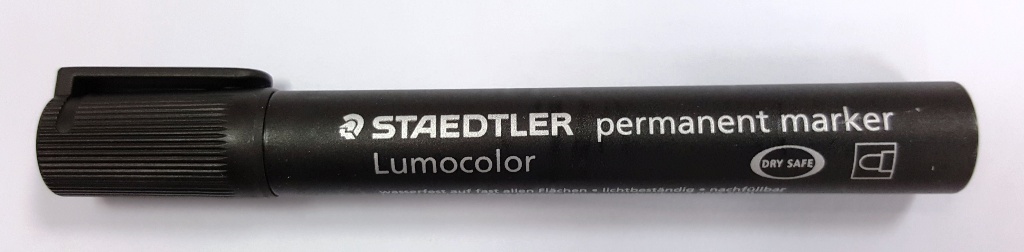 STAEDTLER permanent marker
Lumocolor
DRY SAFE
wasserfest auf fast allen Flächen • lichtbeständig • nachfüllbar